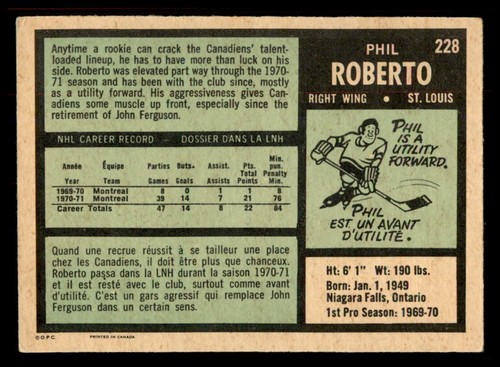 PHIL 228
ROBERTO
RIGHT WING • ST. LOUIS
Anytime a rookie can crack the Canadiens' talent-
loaded lineup, he has to have more than luck on his
side. Roberto was elevated part way through the 1970-
71 season and has been with the club since, mostly
as a utility forward. His aggressiveness gives Can-
adiens some muscle up front, especially since the
retirement of John Ferguson.
NHL CAREER RECORD - DOSSIER DANS LA LNH
Année Équipe Parties Buts- Assist. Pts. Min. pun.
Year Team Games Goals Assists Total Points Penalty Min.
1969-70 Montreal 8 0 1 1 8
1970-71 Montreal 39 14 7 21 76
Career Totals 47 14 8 22 84
Quand une recrue réussit à se tailleur une place
chez les Canadiens, il doit être plus que chanceux.
Roberto passa dans la LNH durant la saison 1970-71
et il est resté avec le club, surtout comme avant
d'utilité. C'est un gars agressif qui remplace John
Ferguson dans un certain sens.
PHIL
IS A
UTILITY
FORWARD.
PHIL
EST UN AVANT
D'UTILITÉ.
Ht: 6' 1" Wt: 190 lbs.
Born: Jan. 1, 1949
Niagara Falls, Ontario
1st Pro Season: 1969-70
© O.P.C. PRINTED IN CANADA